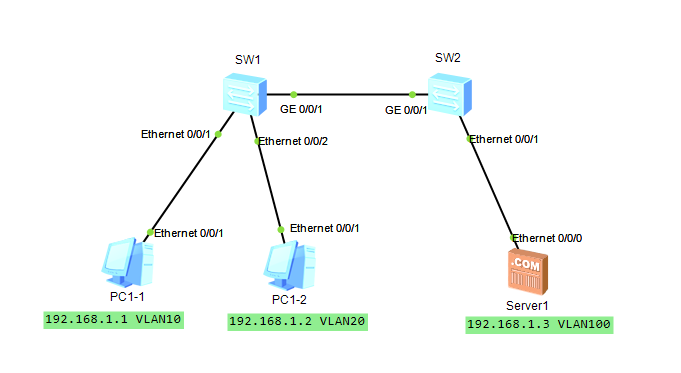 SW1
SW2
GE 0/0/1
GE 0/0/1
Ethernet 0/0/1
Ethernet 0/0/2
Ethernet 0/0/1
Ethernet 0/0/1
Ethernet 0/0/1
Ethernet 0/0/0
.COM
PC1-1
PC1-2
Server1
192.168.1.1 VLAN10
192.168.1.2 VLAN20
192.168.1.3 VLAN100